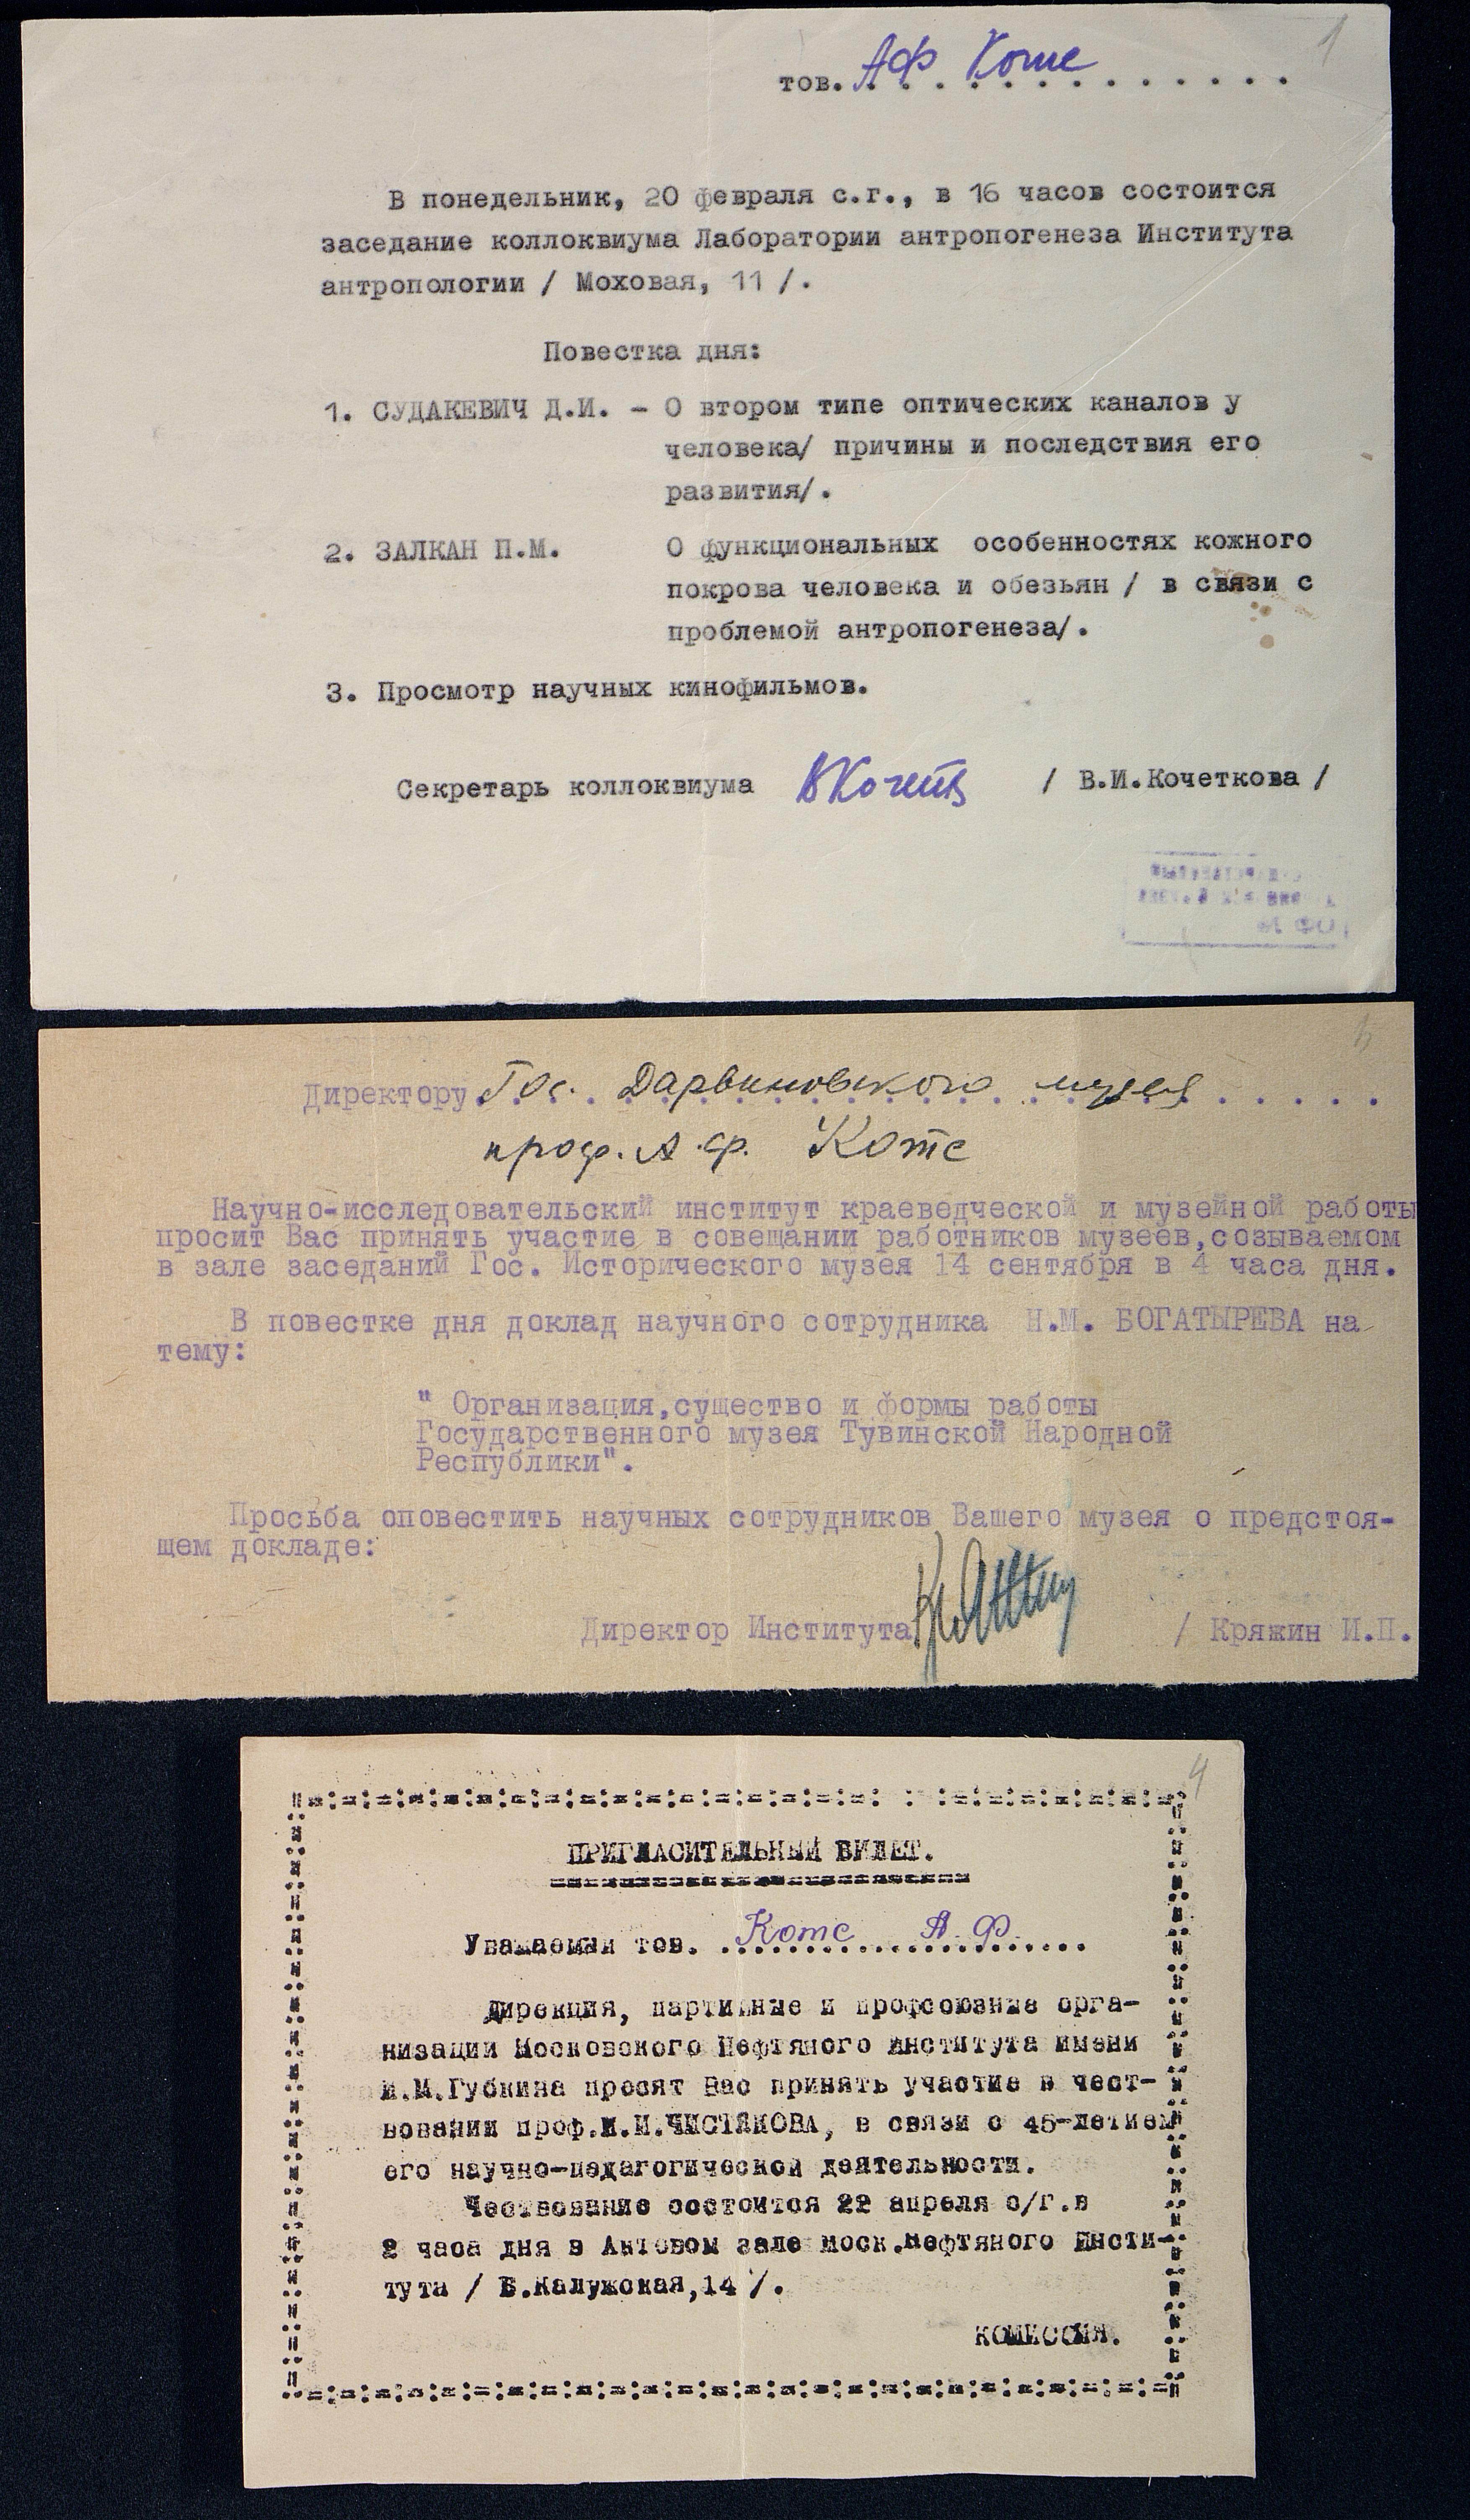 1
тов. АФ Котс
В понедельник, 20 февраля с.г., в 16 часов состоится
заседание коллоквиума Лаборатории антропогенеза Института
антропологии / Моховая, 11 /.
Повестка дня:
1. СУДАКЕВИЧ Д.И. - О втором типе оптических каналов у
человека/ причины и последствия его
развития/.
2. ЗАЛКАН П.М. О функциональных особенностях кожного
покрова человека и обезьян / в связи с
проблемой антропогенеза/.
3. Просмотр научных кинофильмов.
Секретарь коллоквиума / В.И.Кочеткова /
Директору Гос. Дарвиновского музея
проф. А.Ф. Котс
Научно-исследовательский институт краеведческой и музейной работы
просит Вас принять участие в совещании работников музеев,созываемом
в зале заседаний Гос. Исторического музея 14 сентября в 4 часа дня.
В повестке дня доклад научного сотрудника Н.М. БОГАТЫРЕВА на
тему:
" Организация,существо и формы работы
Государственного музея Тувинской Народной
Республики".
Просьба оповестить научных сотрудников Вашего музея о предстоя-
щем докладе:
Директор Института / Кряжин И.П.
4
ПРИГЛАСИТЕЛЬНЫЙ БИЛЕТ.
Уважаемый тов. Котс А.Ф.
Дирекция, партийные и профсоюзные орга-
низации Московского Нефтяного Института имени
И.М.Губкина просят Вас принять участие в чест-
вовании проф.И.И.ЧИСТЯКОВА, в связи с 45-летием
его научно-педагогической деятельности.
Чествование состоится 22 апреля с/г.в
2 часа дня в Актовом зале Моск.Нефтяного Инсти-
тута / Б.Калужская,14 /.
КОМИССИЯ.